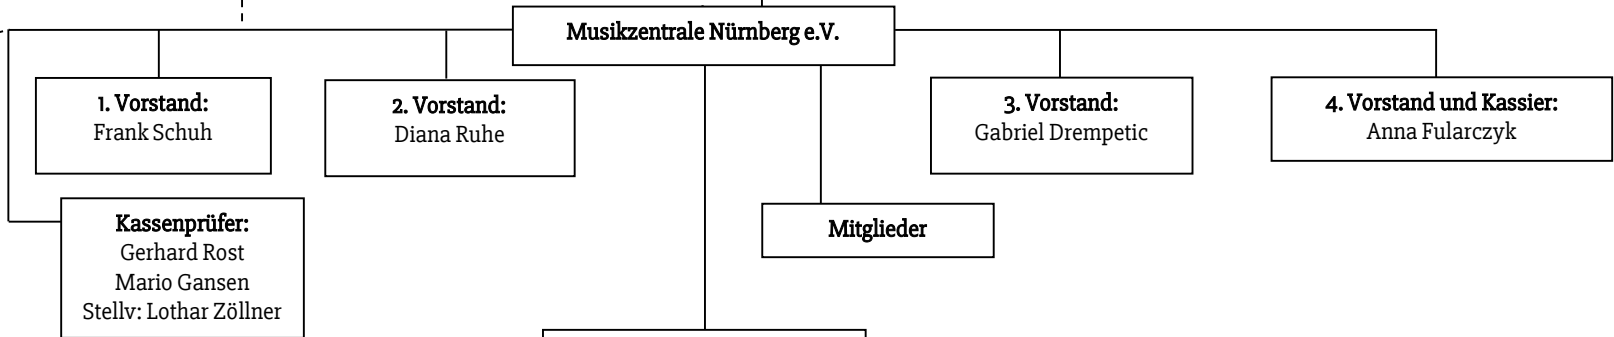 Musikzentrale Nürnberg e.V.
1. Vorstand:
Frank Schuh
2. Vorstand:
Diana Ruhe
3. Vorstand:
Gabriel Drempetic
4. Vorstand und Kassier:
Anna Fularczyk
Kassenprüfer:
Gerhard Rost
Mario Gansen
Stellv: Lothar Zöllner
Mitglieder